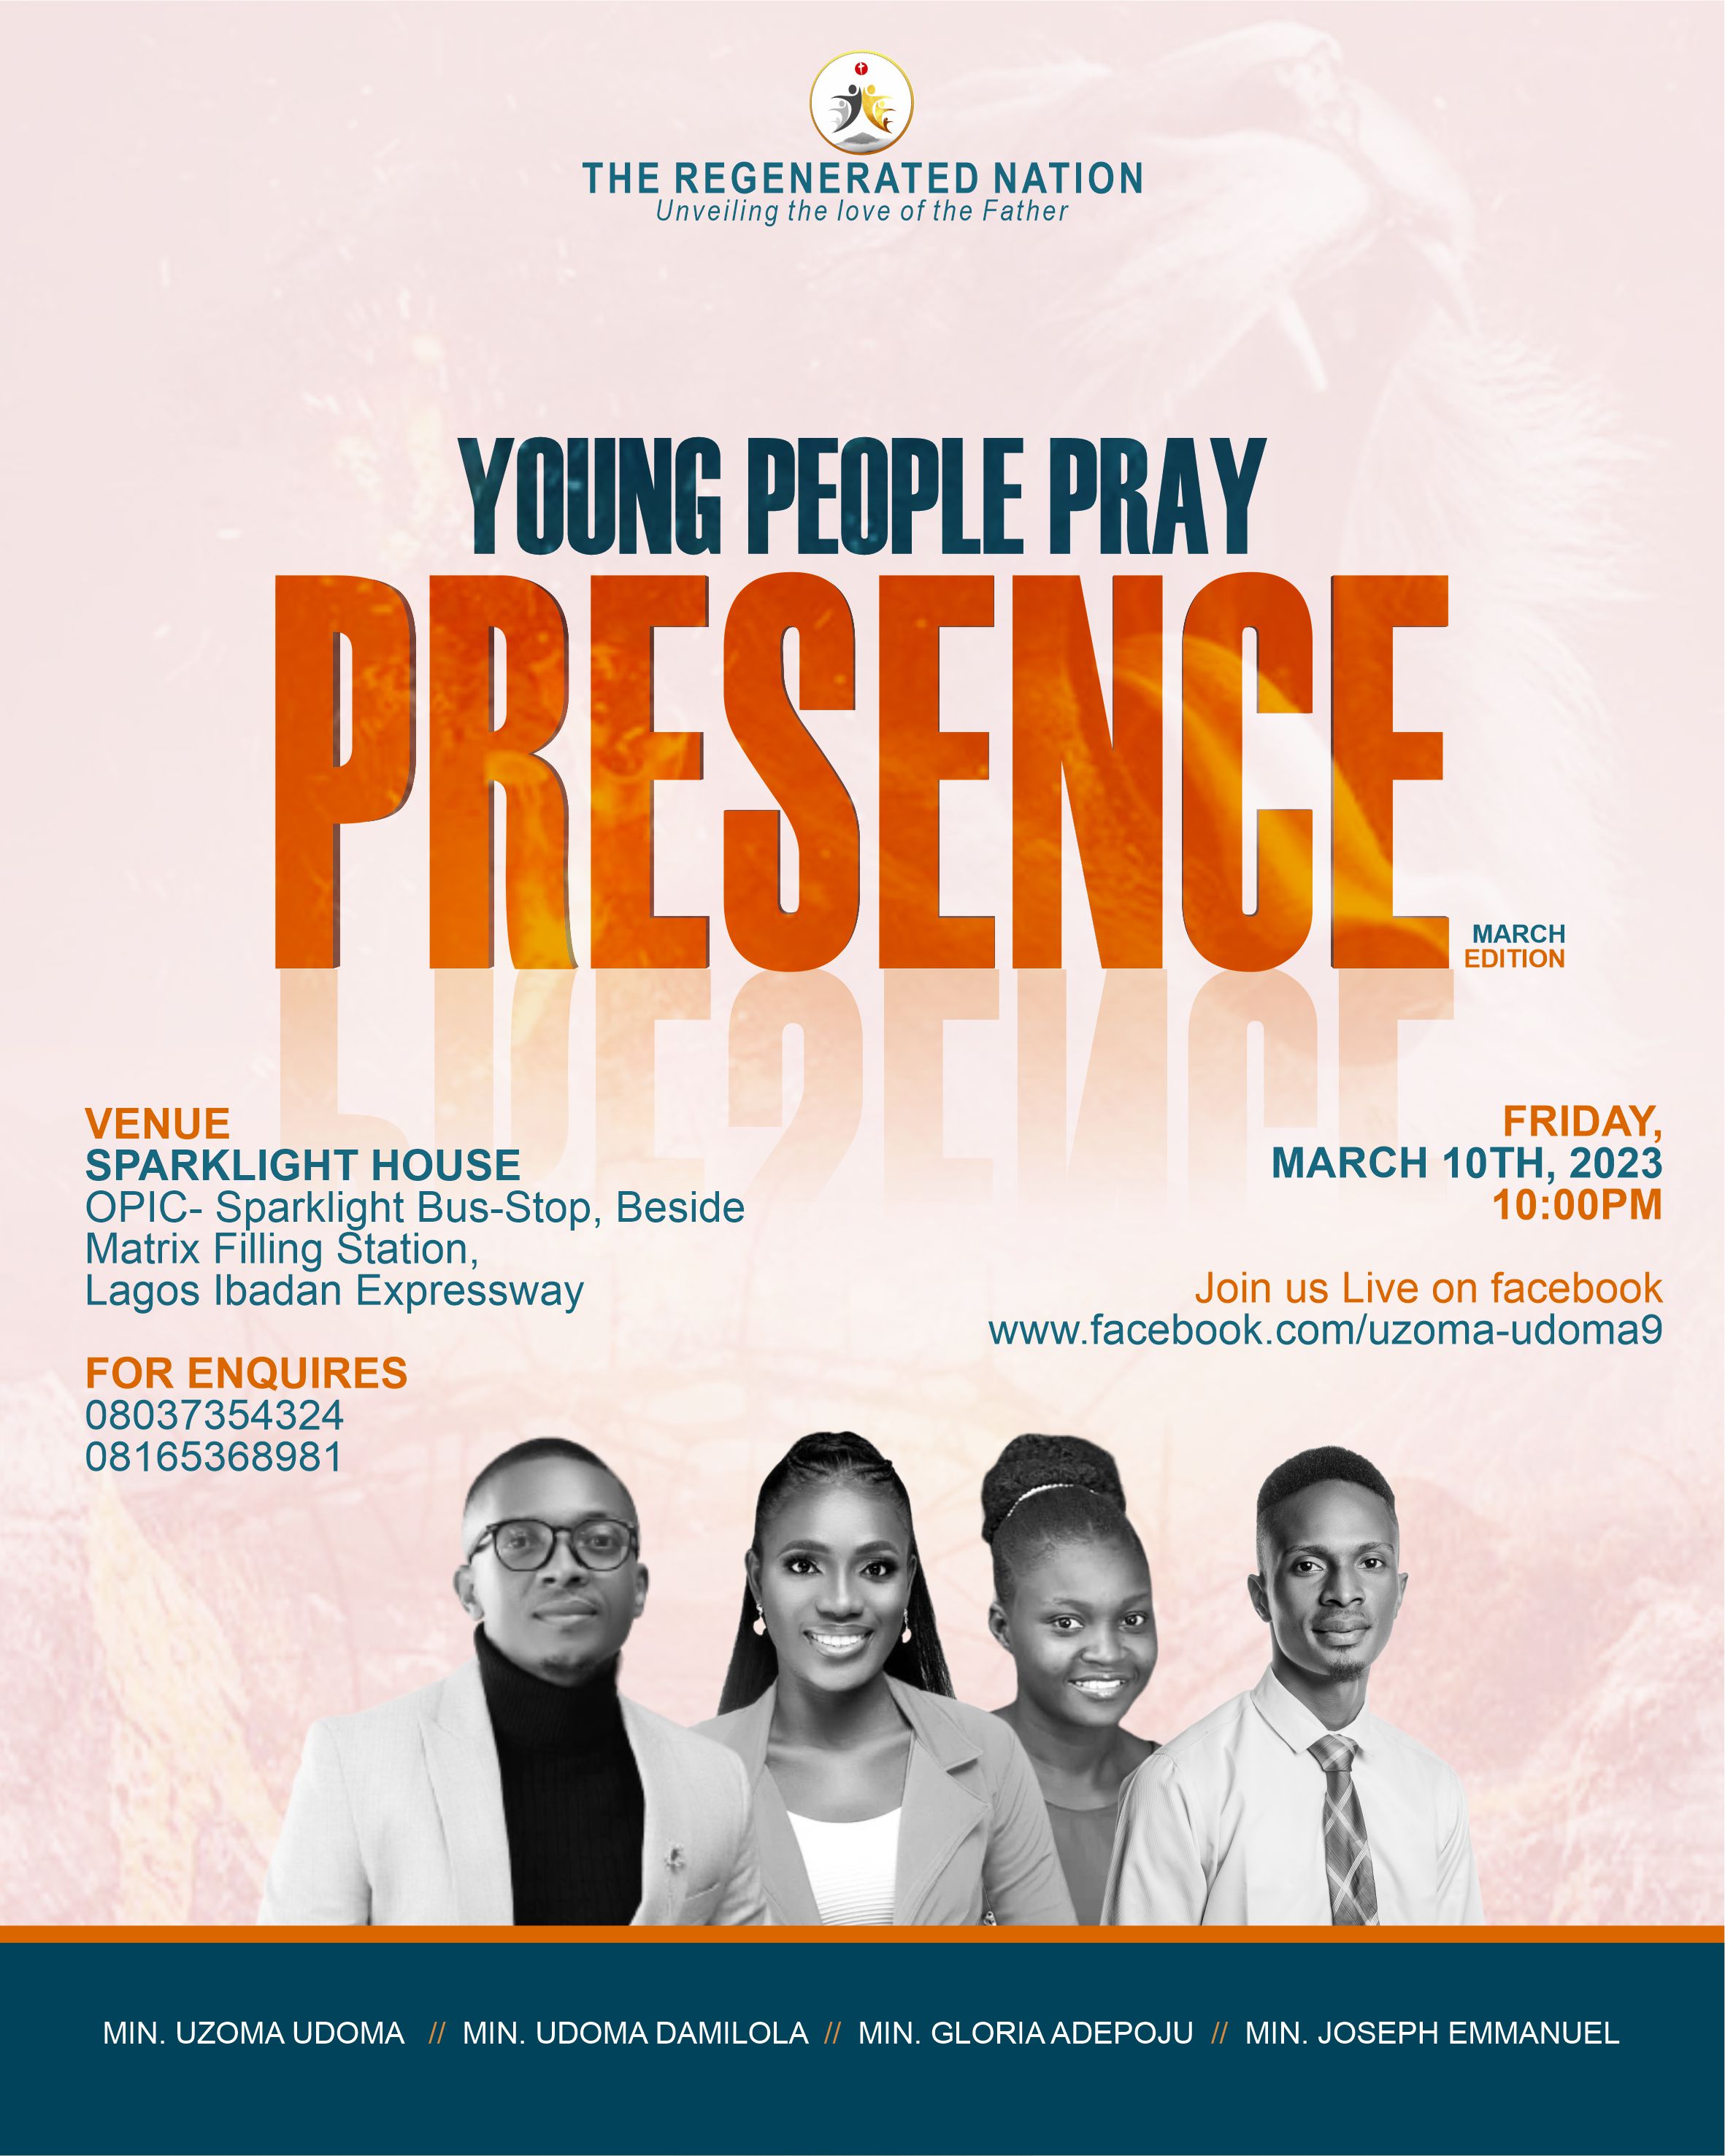 THE REGENERATED NATION
Unveiling the love of the Father
YOUNG PEOPLE PRAY
PRESENCE
MARCH
EDITION
VENUE
SPARKLIGHT HOUSE
OPIC- Sparklight Bus-Stop, Beside
Matrix Filling Station,
Lagos Ibadan Expressway
FOR ENQUIRES
08037354324
08165368981
FRIDAY,
MARCH 10TH, 2023
10:00PM
Join us Live on facebook
www.facebook.com/uzoma-udoma9
MIN. UZOMA UDOMA // MIN. UDOMA DAMILOLA // MIN. GLORIA ADEPOJU // MIN. JOSEPH EMMANUEL